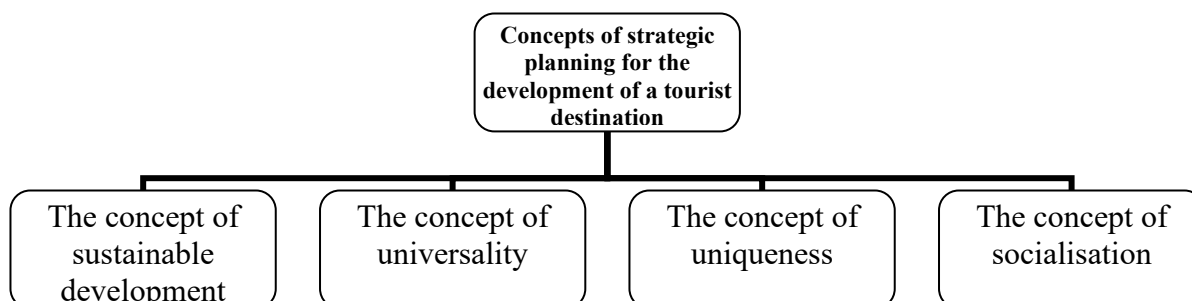 Concepts of strategic
planning for the
development of a tourist
destination
The concept of
sustainable
development
The concept of
universality
The concept of
uniqueness
The concept of
socialisation